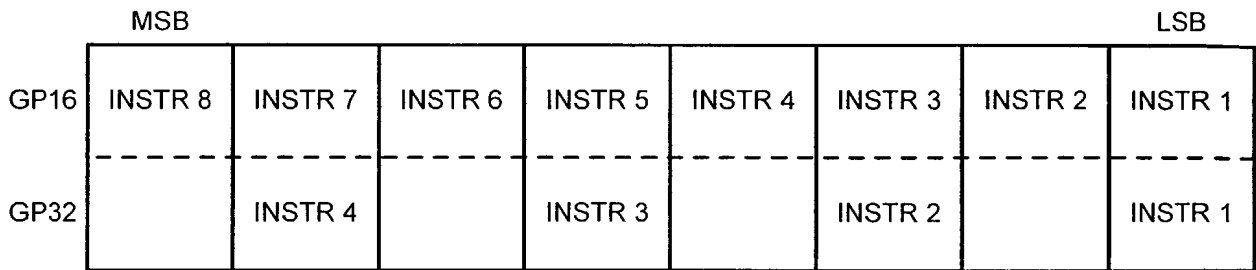 MSB LSB
GP16 INSTR 8 INSTR 7 INSTR 6 INSTR 5 INSTR 4 INSTR 3 INSTR 2 INSTR 1
GP32 INSTR 4 INSTR 3 INSTR 2 INSTR 1